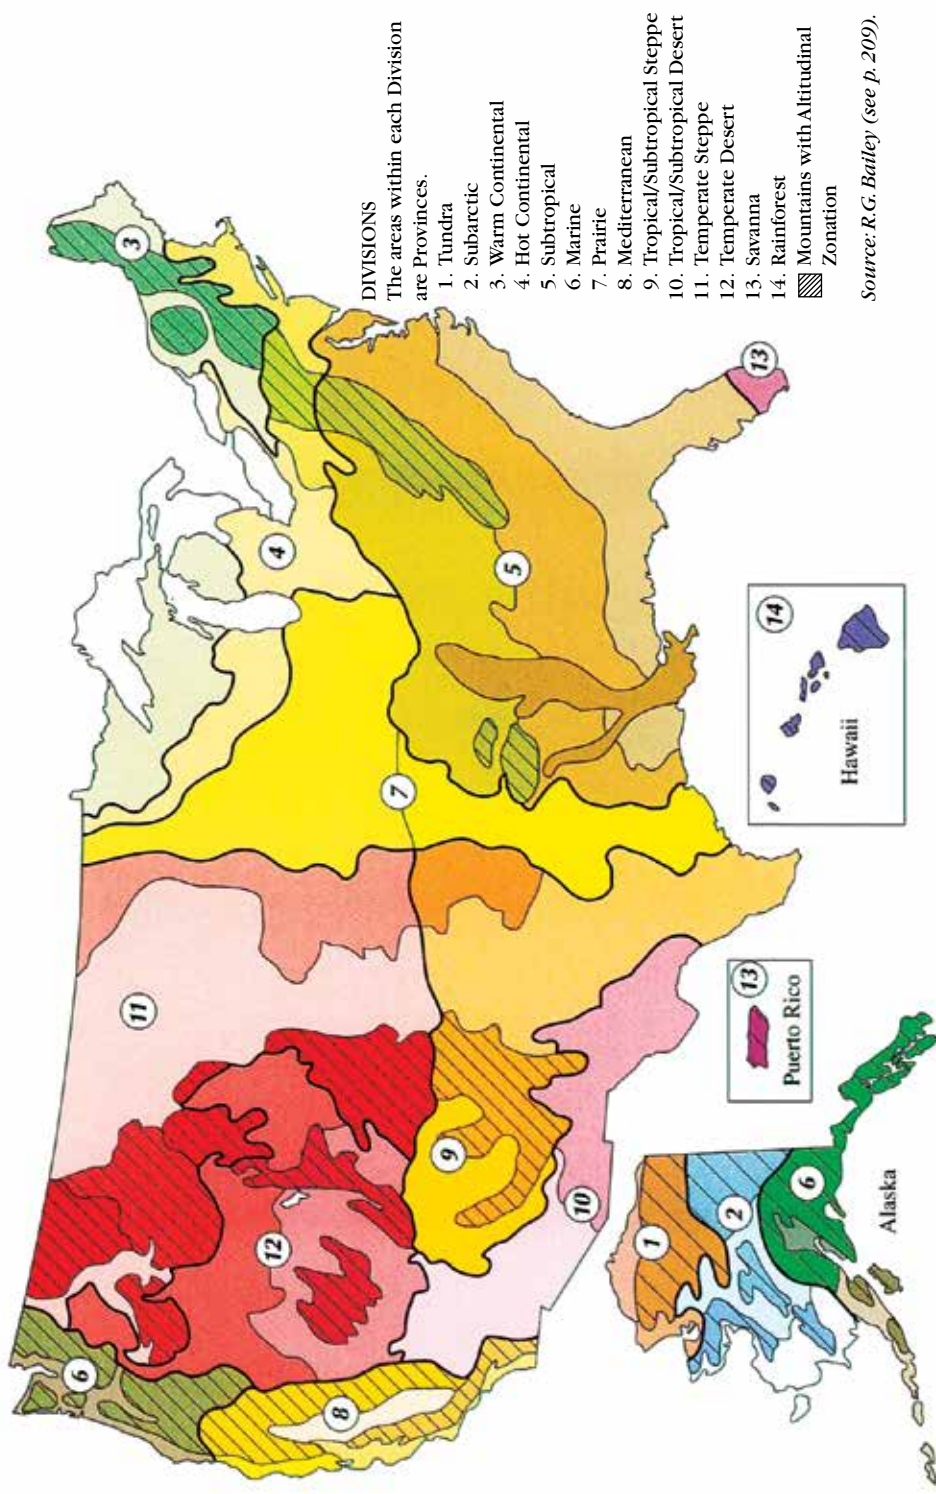 DIVISIONS
The areas within each Division
are Provinces.
1. Tundra
2. Subarctic
3. Warm Continental
4. Hot Continental
5. Subtropical
6. Marine
7. Prairie
8. Mediterranean
9. Tropical/Subtropical Steppe
10. Tropical/Subtropical Desert
11. Temperate Steppe
12. Temperate Desert
13. Savanna
14. Rainforest
Mountains with Altitudinal
Zonation
Source: R.G. Bailey (see p. 209).
3
4
5
13
7
11
12
9
10
6
8
14
Hawaii
13
Puerto Rico
1
2
6
Alaska